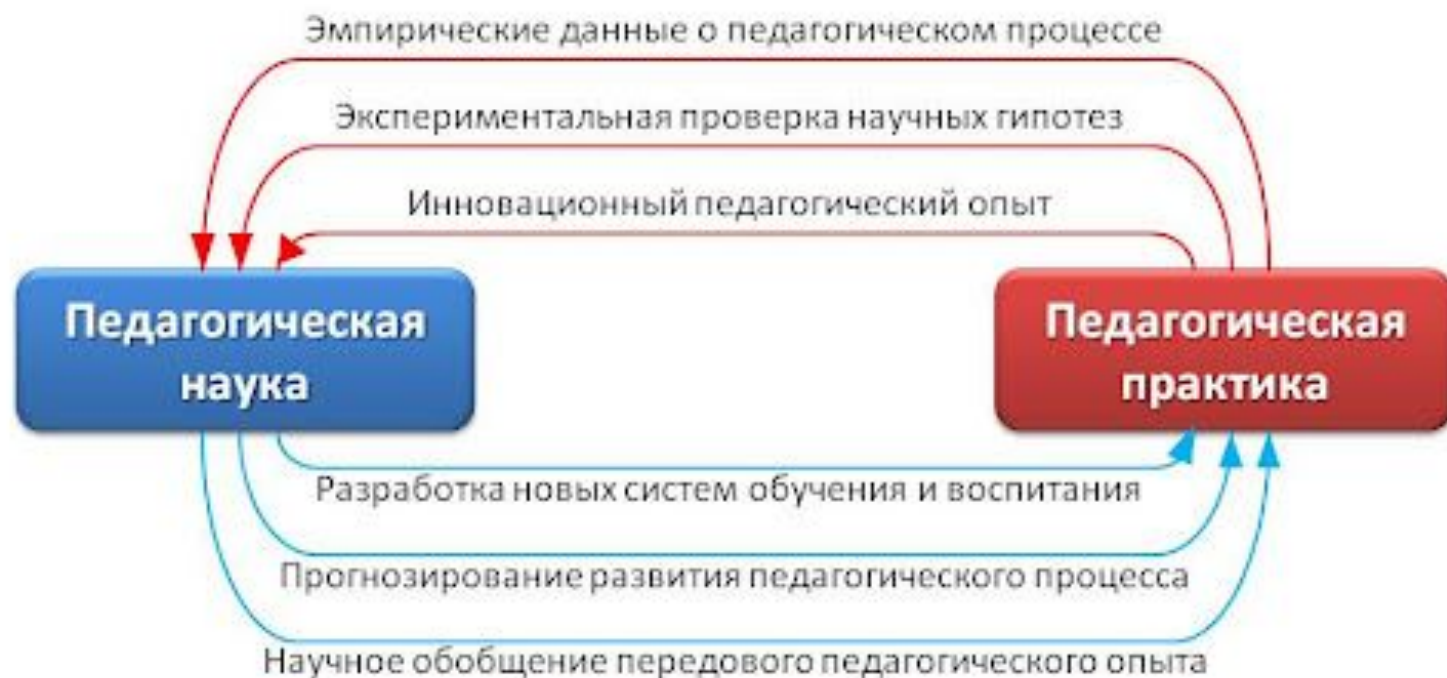 Эмпирические данные о педагогическом процессе
Экспериментальная проверка научных гипотез
Инновационный педагогический опыт
Педагогическая
наука
Педагогическая
практика
Разработка новых систем обучения и воспитания
Прогнозирование развития педагогического процесса
Научное обобщение передового педагогического опыта